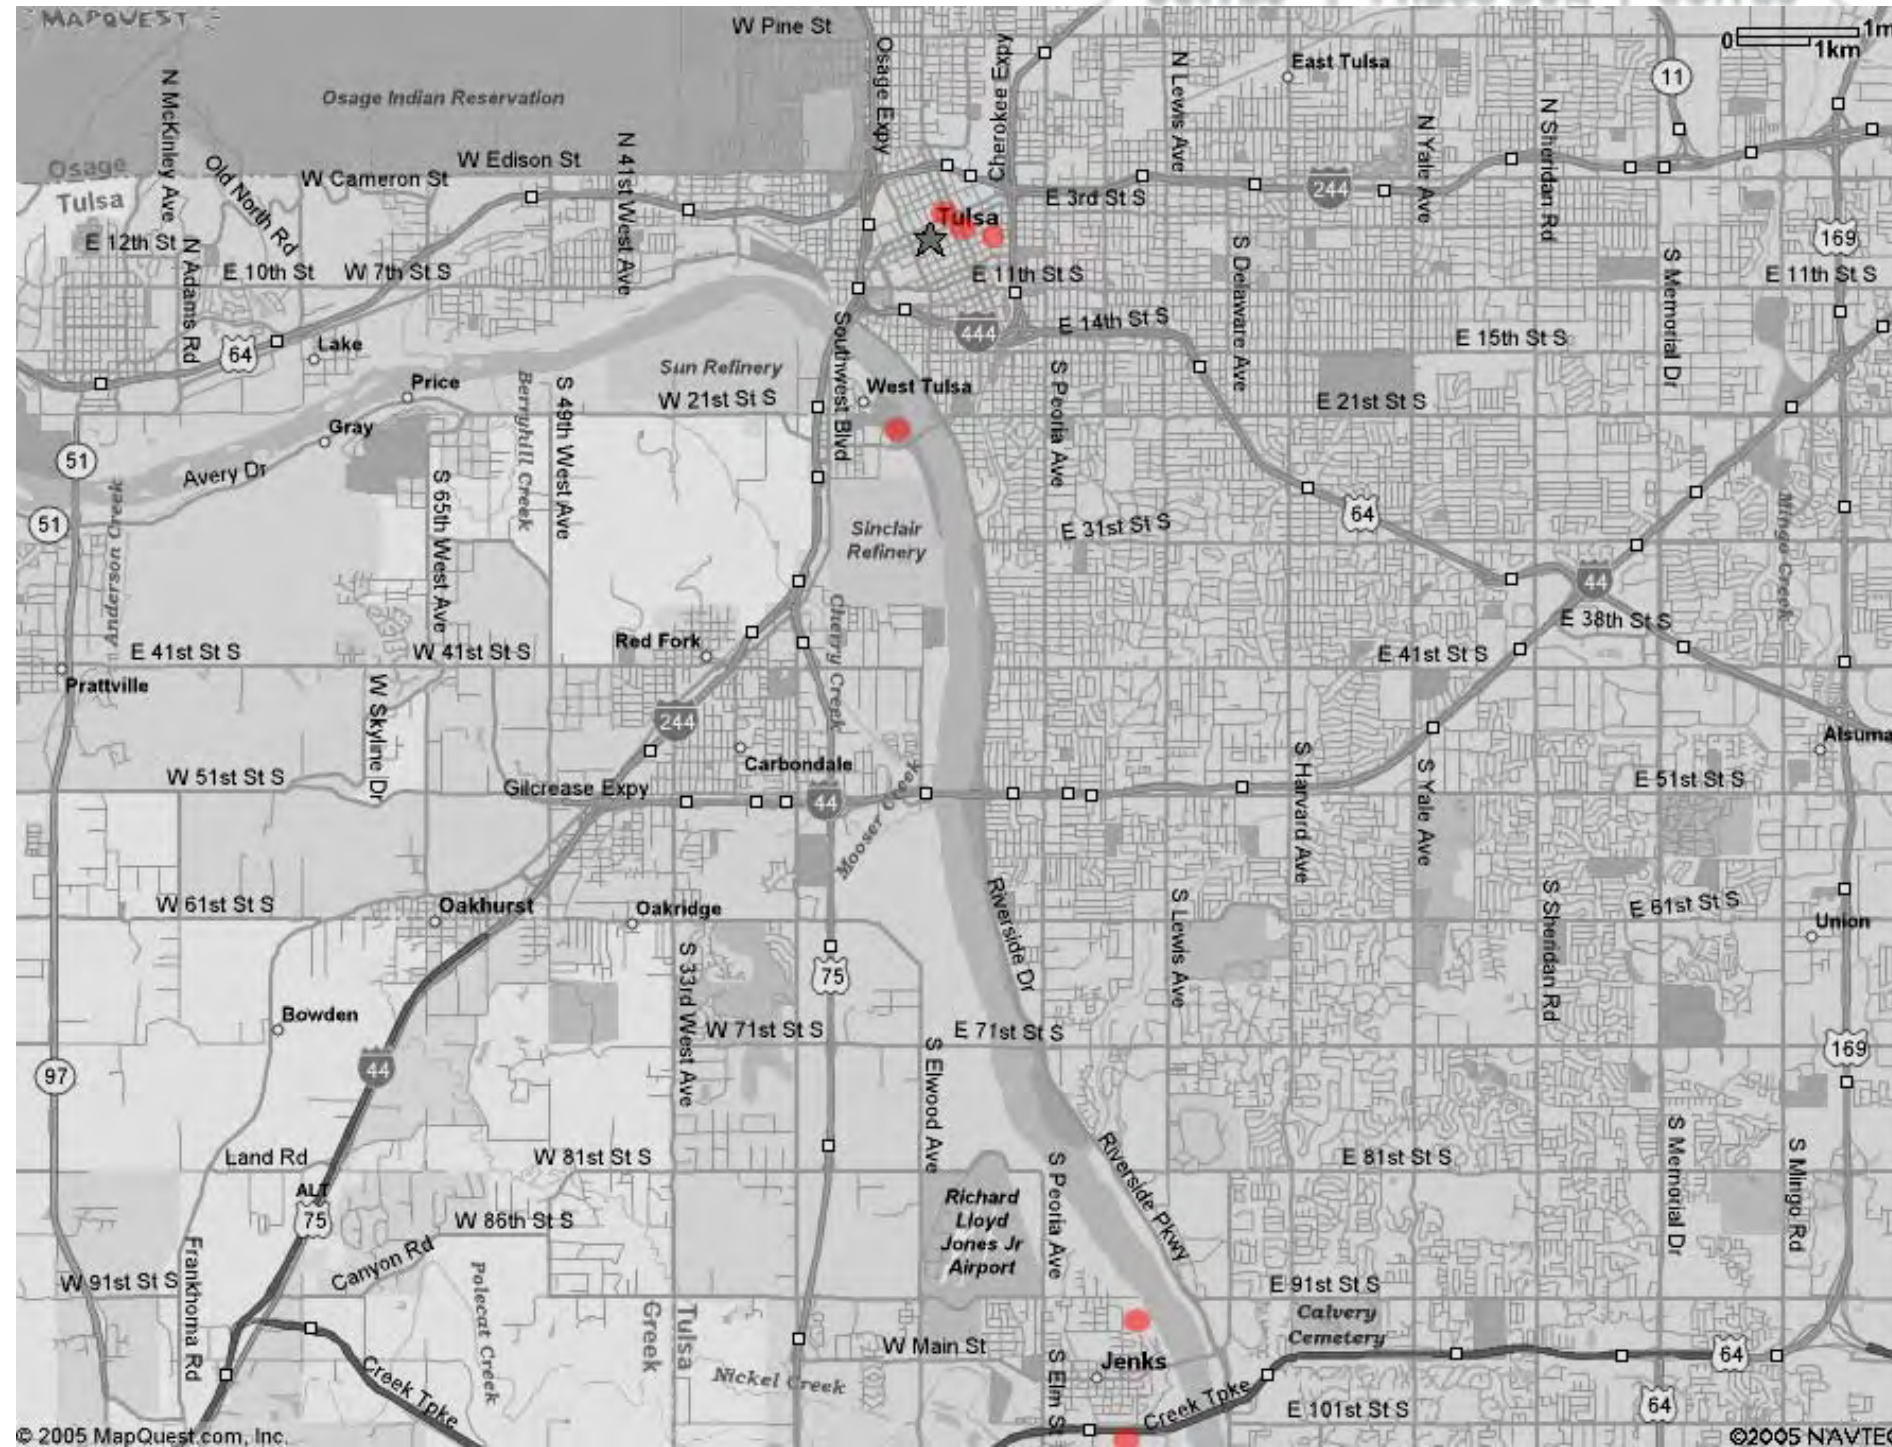 MAPQUEST
W Pine St
Osage Expy
Cherokee Expy
N Lewis Ave
East Tulsa
11
0
1m
1km
N McKinley Ave
Osage Indian Reservation
N 41st West Ave
N Yale Ave
N Sheridan Rd
Osage
Tulsa
Old North Rd
W Edison St
W Cameron St
E 3rd St S
244
Tulsa
169
E 12th St
N Adams Rd
E 10th St
W 7th St S
E 11th St S
S Delaware Ave
S Memorial Dr
E 11th St S
64
Lake
Southwest Blvd
444
E 14th St S
E 15th St S
Price
Sun Refinery
West Tulsa
W 21st St S
E 21st St S
Gray
Berryhill Creek
S 49th West Ave
S Peoria Ave
51
Avery Dr
51
Anderson Creek
S 65th West Ave
Sinclair
Refinery
E 31st St S
64
Mingo Creek
44
E 38th St S
Cherry Creek
E 41st St S
W 41st St S
Red Fork
E 41st St S
Prattville
W Skyline Dr
244
Alsuma
Carbondale
W 51st St S
Gilcrease Expy
44
Mooser Creek
S Harvard Ave
S Yale Ave
E 51st St S
W 61st St S
Oakhurst
Oakridge
Riverside Dr
S Lewis Ave
S Sheridan Rd
E 61st St S
Union
S 33rd West Ave
75
Bowden
W 71st St S
E 71st St S
97
44
S Elwood Ave
169
Land Rd
W 81st St S
S Peoria Ave
Riverside Pkwy
E 81st St S
S Memorial Dr
S Mingo Rd
ALT
75
W 86th St S
Richard
Lloyd
Jones Jr
Airport
Canyon Rd
W 91st St S
Frankhoma Rd
Polecat Creek
E 91st St S
Calvery
Cemetery
Creek
Tulsa
W Main St
Jenks
64
Creek Tpke
Nickel Creek
S Elm St
Creek Tpke
E 101st St S
64
© 2005 MapQuest.com, Inc.
©2005 NAVTEQ